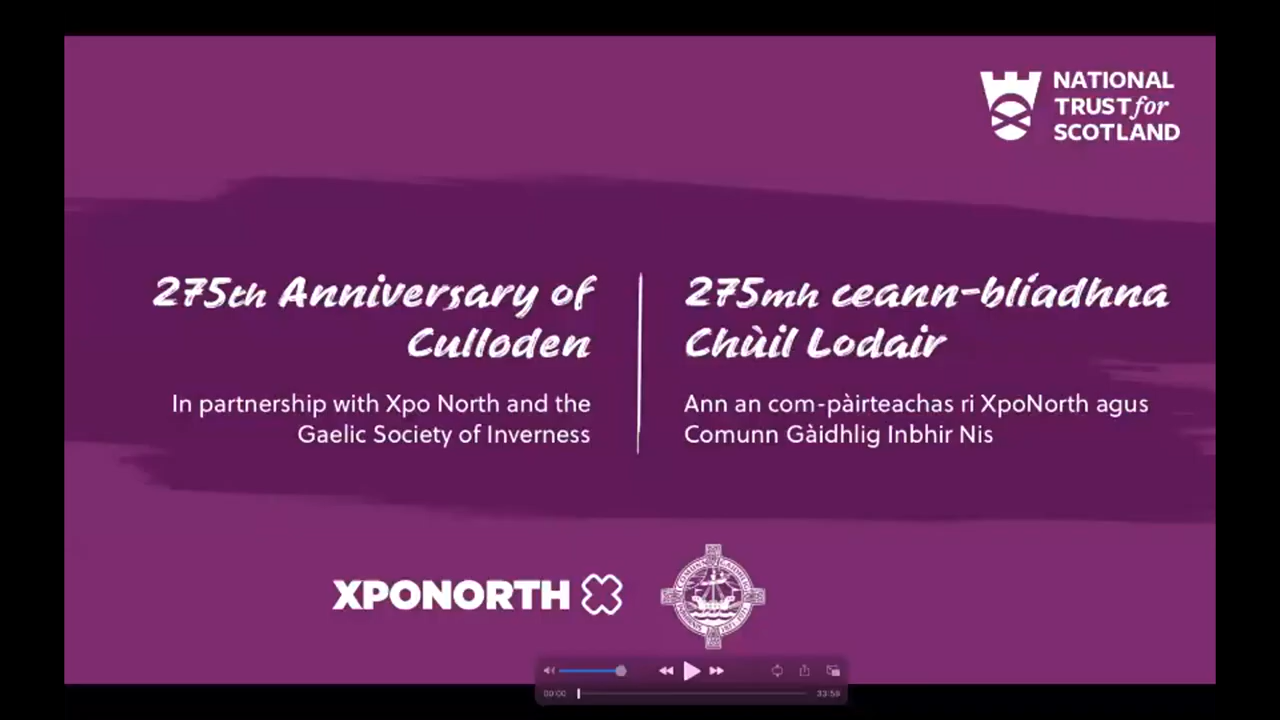 NATIONAL
TRUST for
SCOTLAND
275th Anniversary of
Culloden
In partnership with Xpo North and the
Gaelic Society of Inverness
275mh ceann-bliadhna
Chùil Lodair
Ann an com-pàirteachas ri XpoNorth agus
Comunn Gàidhlig Inbhir Nis
XPONORTH
00:00
33:59